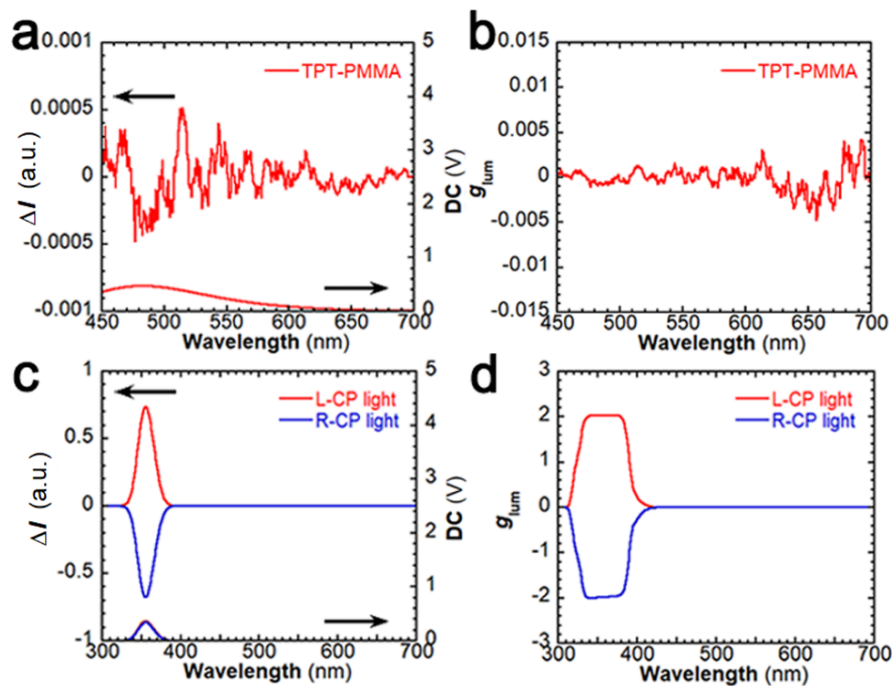 a
0.001
0.0005
0
-0.0005
-0.001
ΔI (a.u.)
5
4
3
2
1
0
DC (V)
TPT-PMMA
450 500 550 600 650 700
Wavelength (nm)
b
0.015
0.01
0.005
0
-0.005
-0.01
-0.015
glum
TPT-PMMA
450 500 550 600 650 700
Wavelength (nm)
c
1
0.5
0
-0.5
-1
ΔI (a.u.)
5
4
3
2
1
0
DC (V)
L-CP light
R-CP light
300 400 500 600 700
Wavelength (nm)
d
3
2
1
0
-1
-2
-3
glum
L-CP light
R-CP light
300 400 500 600 700
Wavelength (nm)